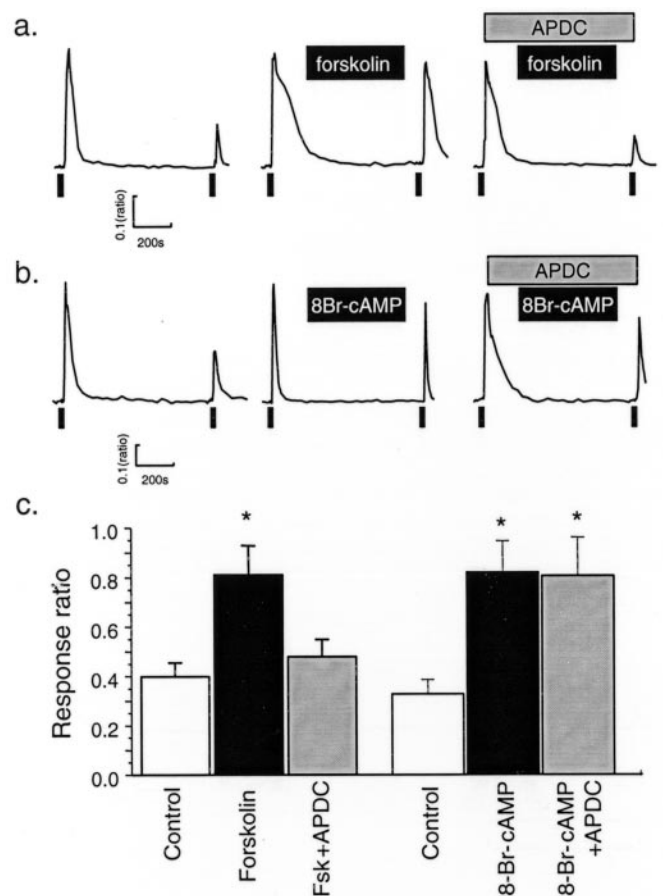 a.
APDC
forskolin
forskolin
0.1(ratio)
200s
b.
APDC
8Br-cAMP
8Br-cAMP
0.1(ratio)
200s
c.
Response ratio
1.0
0.8
0.6
0.4
0.2
0.0
*
*
*
Control
Forskolin
Fsk+APDC
Control
8-Br-cAMP
8-Br-cAMP
+APDC